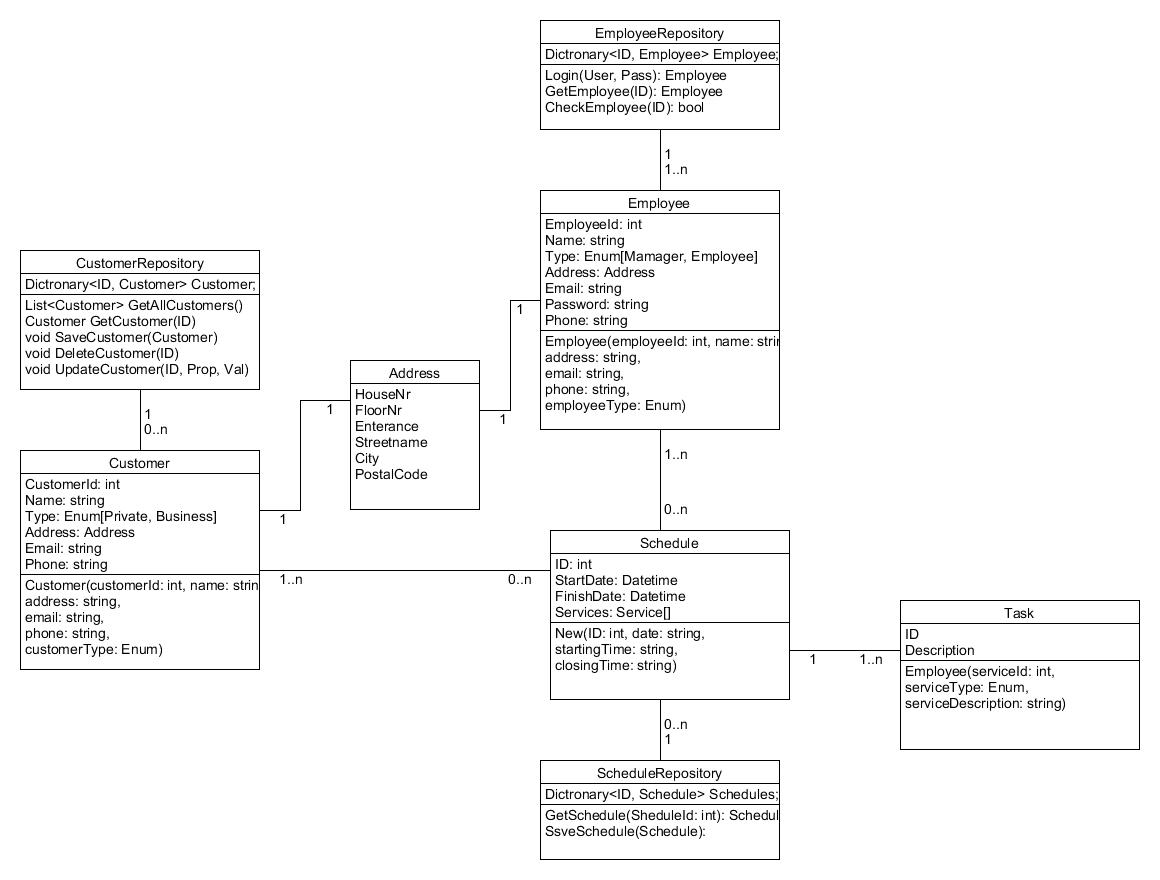 EmployeeRepository
Dictronary<ID, Employee> Employee;
Login(User, Pass): Employee
GetEmployee(ID): Employee
CheckEmployee(ID): bool
1
1..n
Employee
EmployeeId: int
Name: string
Type: Enum[Mamager, Employee]
Address: Address
Email: string
Password: string
Phone: string
Employee(employeeId: int, name: strin
address: string,
email: string,
phone: string,
employeeType: Enum)
CustomerRepository
Dictronary<ID, Customer> Customer;
List<Customer> GetAllCustomers()
Customer GetCustomer(ID)
void SaveCustomer(Customer)
void DeleteCustomer(ID)
void UpdateCustomer(ID, Prop, Val)
1
0..n
Address
HouseNr
FloorNr
Enterance
Streetname
City
PostalCode
1
1
1
1
Customer
CustomerId: int
Name: string
Type: Enum[Private, Business]
Address: Address
Email: string
Phone: string
Customer(customerId: int, name: strin
address: string,
email: string,
phone: string,
customerType: Enum)
1..n
0..n
1..n
0..n
Schedule
ID: int
StartDate: Datetime
FinishDate: Datetime
Services: Service[]
New(ID: int, date: string,
startingTime: string,
closingTime: string)
1
1..n
Task
ID
Description
Employee(serviceId: int,
serviceType: Enum,
serviceDescription: string)
0..n
1
ScheduleRepository
Dictronary<ID, Schedule> Schedules;
GetSchedule(SheduleId: int): Schedul
SsveSchedule(Schedule):